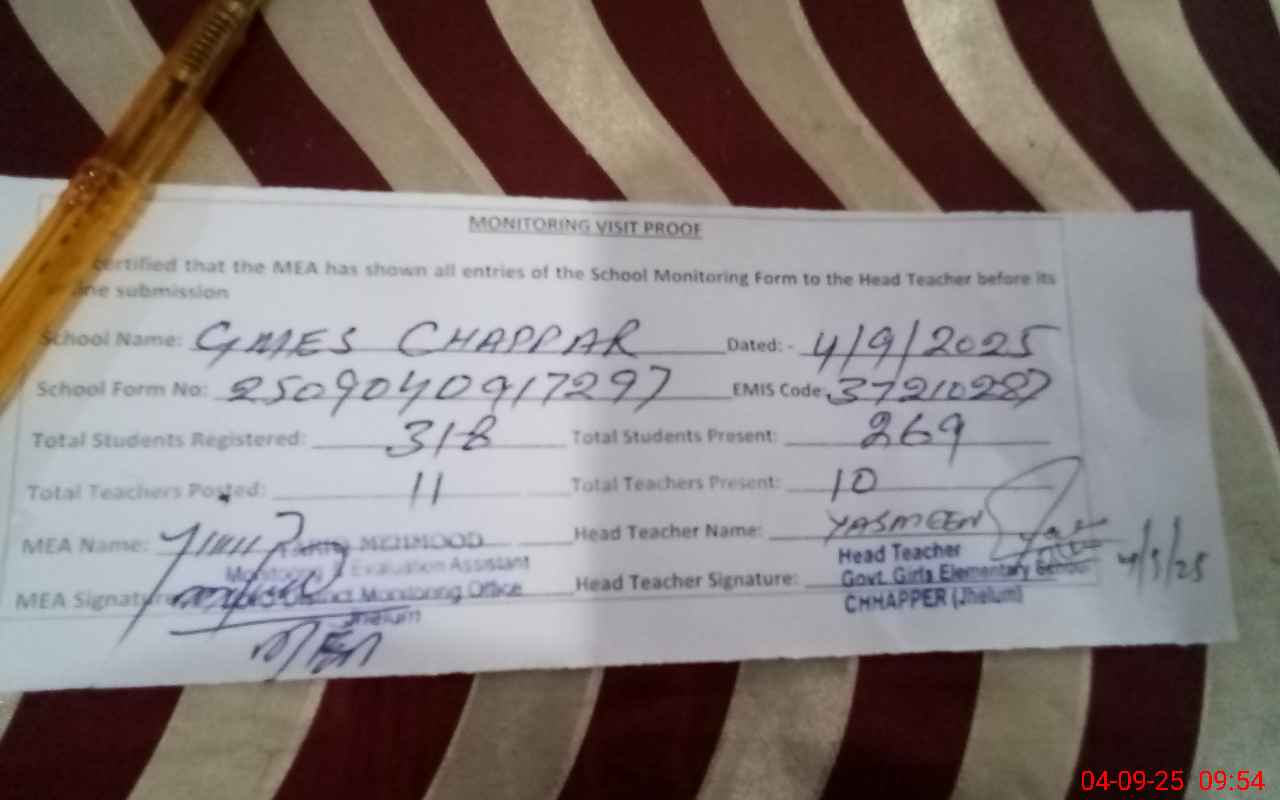 MONITORING VISIT PROOF
certified that the MEA has shown all entries of the School Monitoring Form to the Head Teacher before its
submission
School Name: GMES CHAPPAR Dated: - 4/9/2025
School Form No: 2509040917297 EMIS Code: 37210287
Total Students Registered: 318 Total Students Present: 269
Total Teachers Posted: 11 Total Teachers Present: 10
MEA Name: MEHMOOD Head Teacher Name: YASMEEN
Monitoring & Evaluation Assistant Head Teacher
MEA Signature District Monitoring Office Head Teacher Signature: Govt. Girls Elementary School
Jhelum CHHAPPER (Jhelum)
04-09-25 09:54